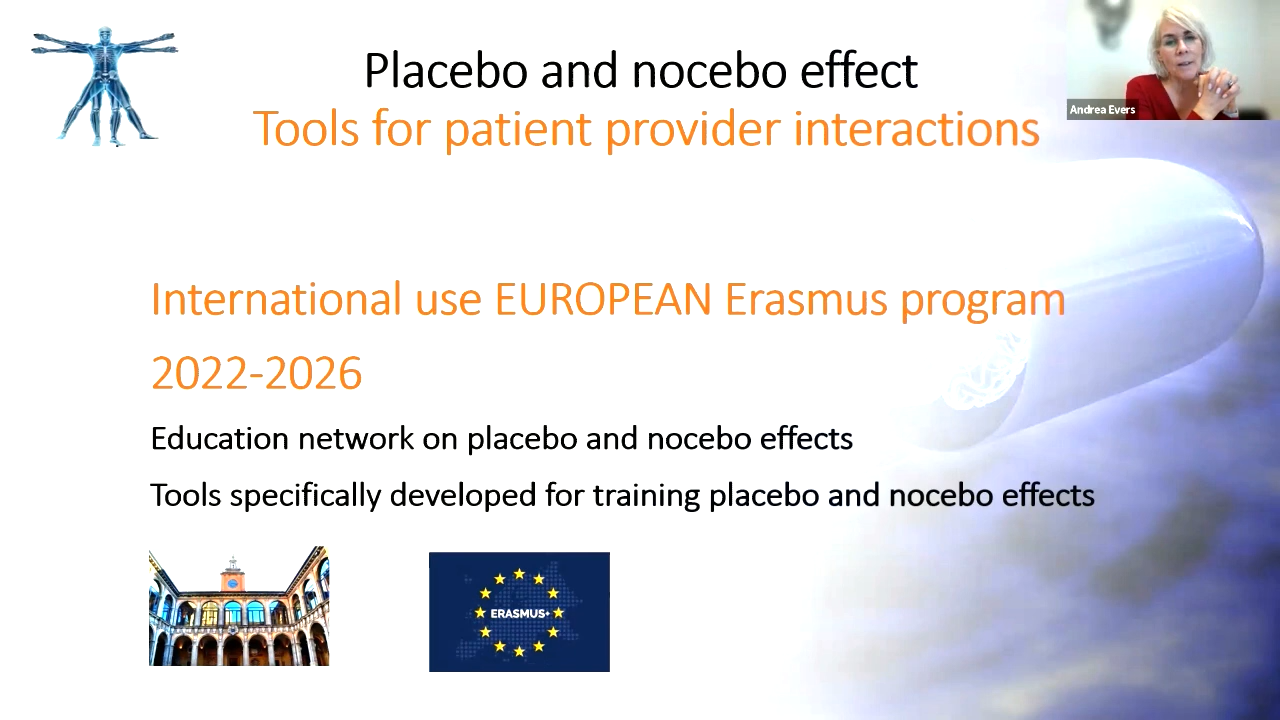 Placebo and nocebo effect
Tools for patient provider interactions
Andrea Evers
International use EUROPEAN Erasmus program
2022-2026
Education network on placebo and nocebo effects
Tools specifically developed for training placebo and nocebo effects
ERASMUS+